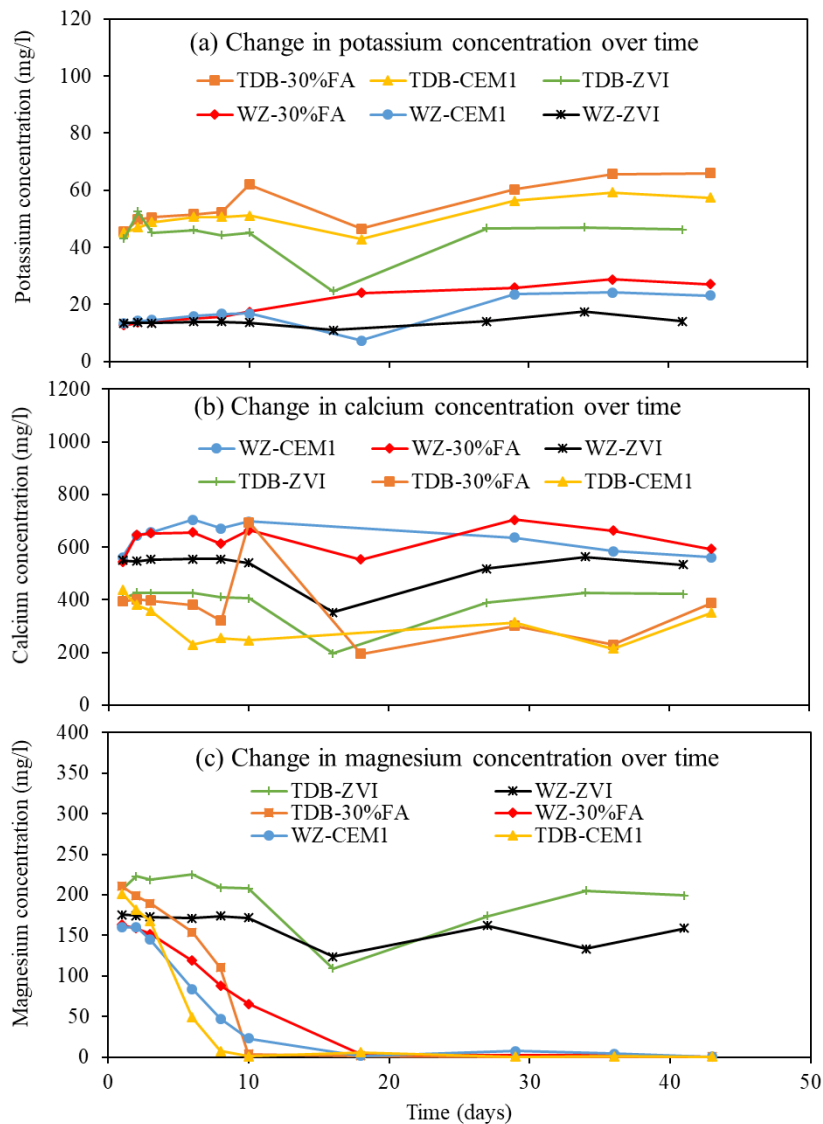 (a) Change in potassium concentration over time
TDB-30%FA TDB-CEM1 TDB-ZVI
WZ-30%FA WZ-CEM1 WZ-ZVI
Potassium concentration (mg/l)
120
100
80
60
40
20
0
(b) Change in calcium concentration over time
WZ-CEM1 WZ-30%FA WZ-ZVI
TDB-ZVI TDB-30%FA TDB-CEM1
Calcium concentration (mg/l)
1200
1000
800
600
400
200
0
(c) Change in magnesium concentration over time
TDB-ZVI WZ-ZVI
TDB-30%FA WZ-30%FA
WZ-CEM1 TDB-CEM1
Magnesium concentration (mg/l)
400
350
300
250
200
150
100
50
0
0 10 20 30 40 50
Time (days)